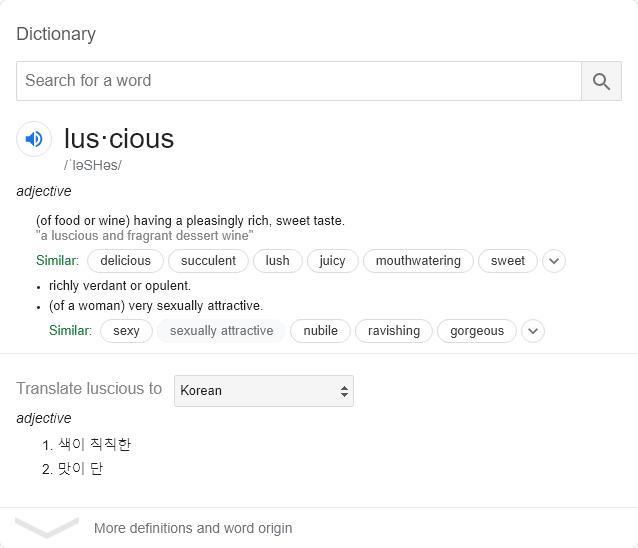 Dictionary
Search for a word
lus·cious
/ˈləSHəs/
adjective
(of food or wine) having a pleasingly rich, sweet taste.
"a luscious and fragrant dessert wine"
Similar: delicious succulent lush juicy mouthwatering sweet
• richly verdant or opulent.
• (of a woman) very sexually attractive.
Similar: sexy sexually attractive nubile ravishing gorgeous
Translate luscious to Korean
adjective
1. 색이 칙칙한
2. 맛이 단
More definitions and word origin